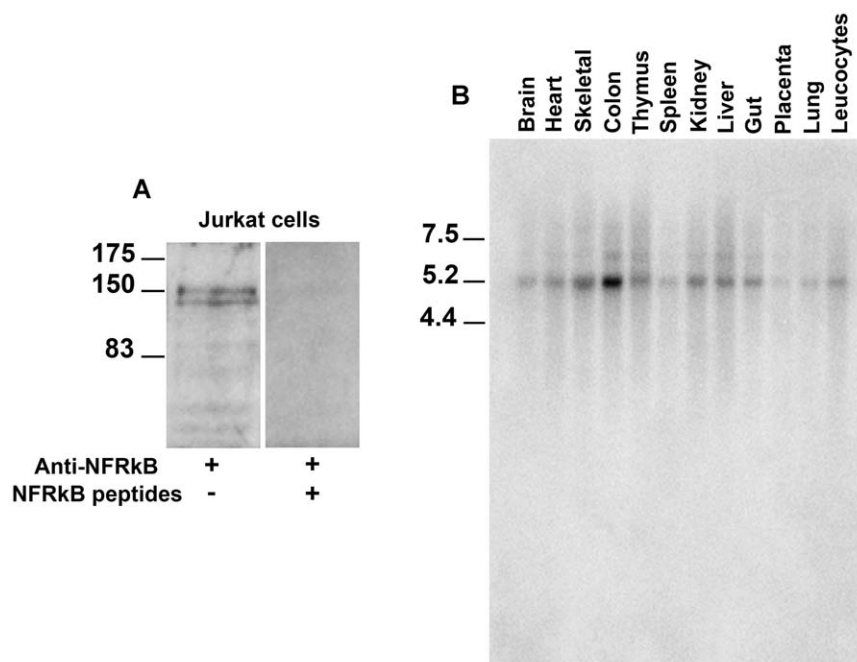 A
Jurkat cells
175
150
83
Anti-NFRkB + +
NFRkB peptides - +
B
Brain
Heart
Skeletal
Colon
Thymus
Spleen
Kidney
Liver
Gut
Placenta
Lung
Leucocytes
7.5
5.2
4.4